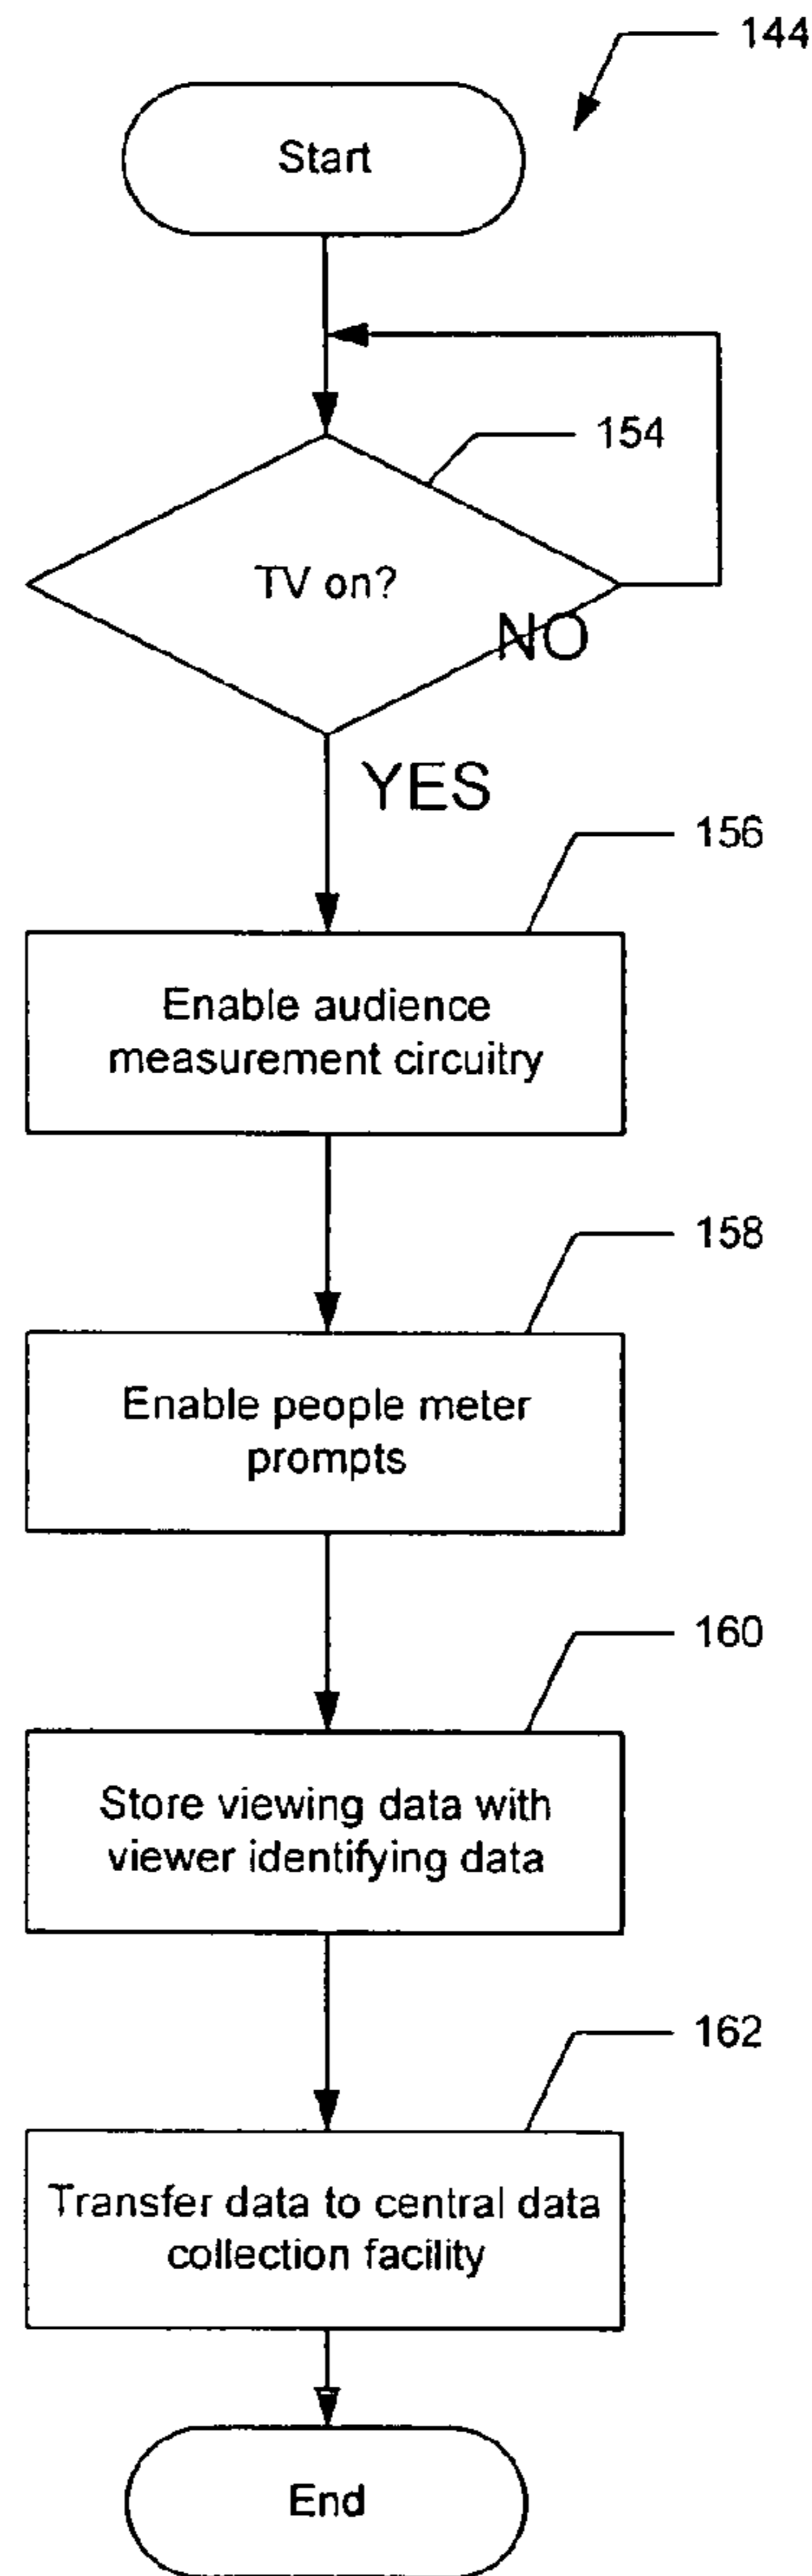 144
Start
154
TV on?
NO
YES
156
Enable audience
measurement circuitry
158
Enable people meter
prompts
160
Store viewing data with
viewer identifying data
162
Transfer data to central data
collection facility
End